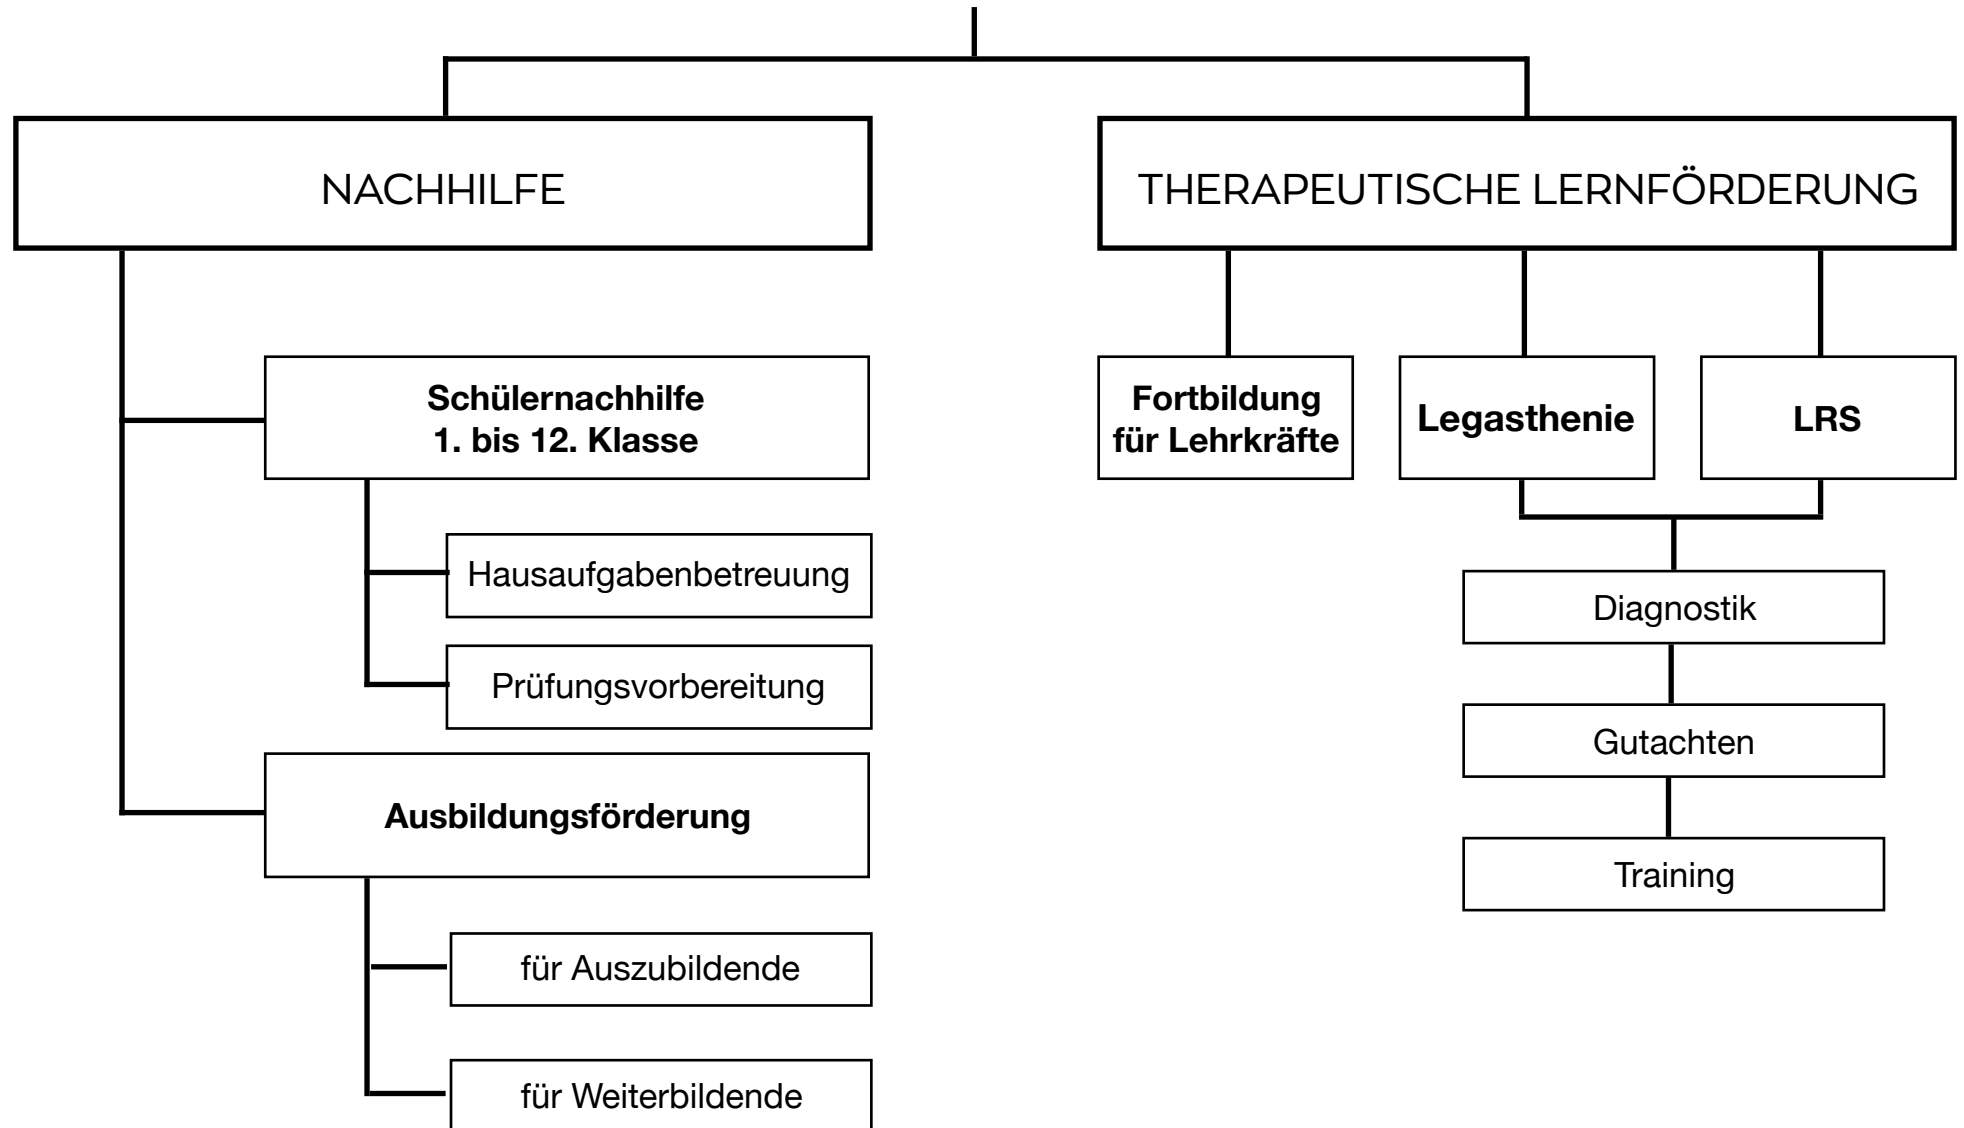 NACHHILFE
Schülernachhilfe
1. bis 12. Klasse
Hausaufgabenbetreuung
Prüfungsvorbereitung
Ausbildungsförderung
für Auszubildende
für Weiterbildende
THERAPEUTISCHE LERNFÖRDERUNG
Fortbildung
für Lehrkräfte
Legasthenie
LRS
Diagnostik
Gutachten
Training